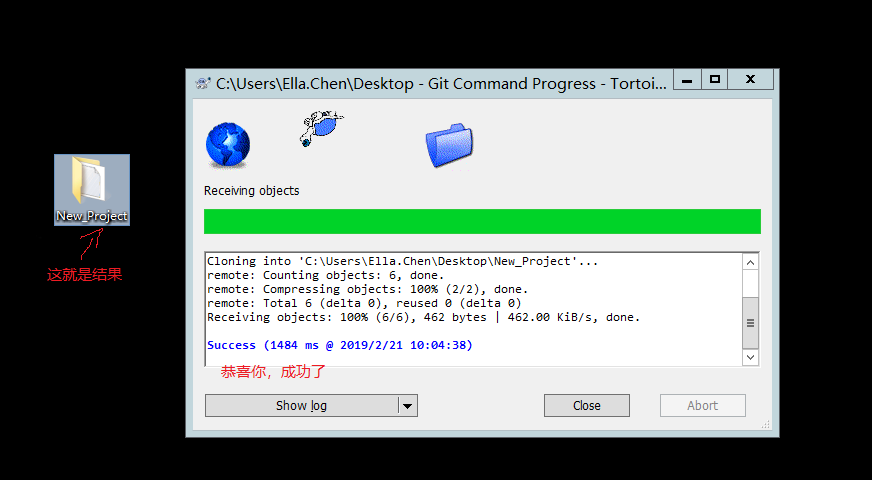 C:\Users\Ella.Chen\Desktop - Git Command Progress - Tortoi...
New_Project
这就是结果
Receiving objects
Cloning into 'C:\Users\Ella.Chen\Desktop\New_Project'...
remote: Counting objects: 6, done.
remote: Compressing objects: 100% (2/2), done.
remote: Total 6 (delta 0), reused 0 (delta 0)
Receiving objects: 100% (6/6), 462 bytes | 462.00 KiB/s, done.
Success (1484 ms @ 2019/2/21 10:04:38)
恭喜你，成功了
Show log
Close
Abort